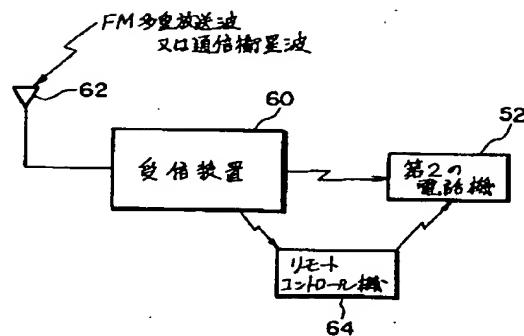 FM多重放送波
又は通信衛星波
62
60
受信装置
52
第2の
電話機
リモート
コントロール機
64